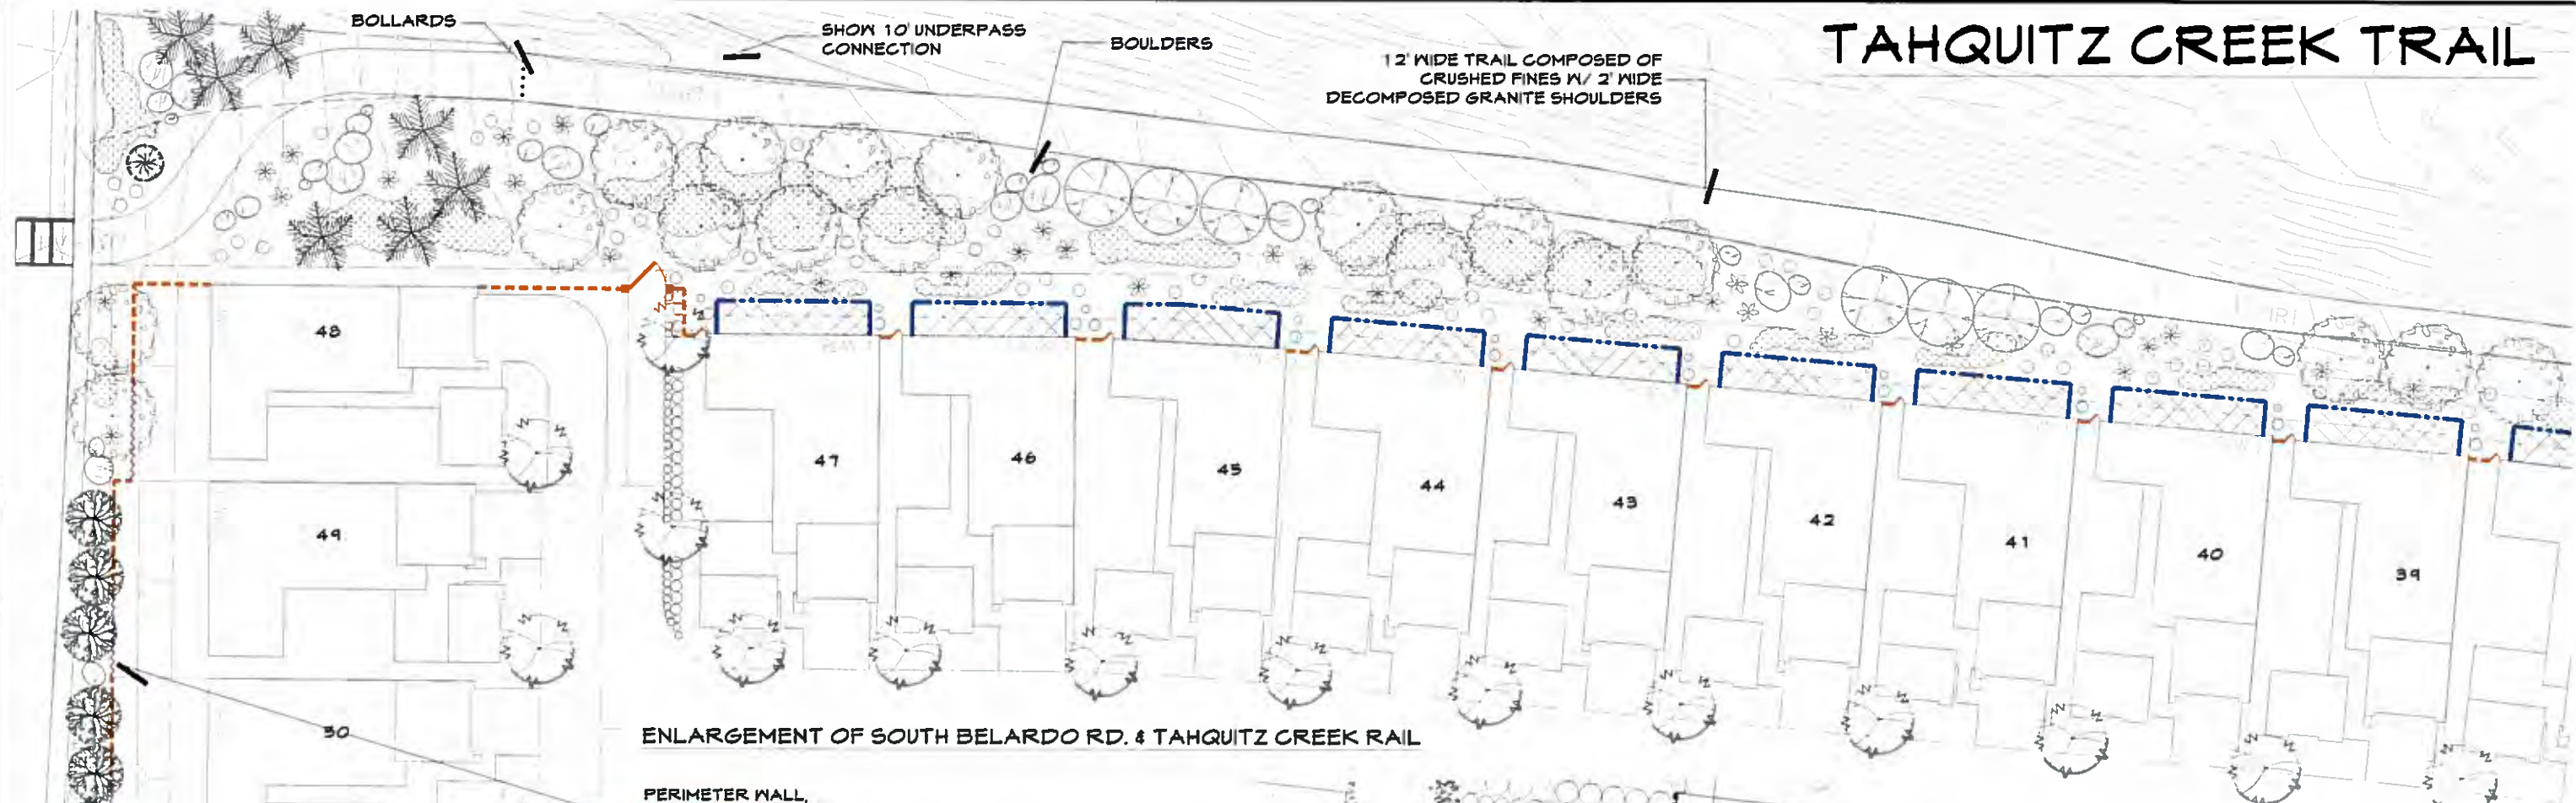 TAHQUITZ CREEK TRAIL
BOLLARDS
SHOW 10' UNDERPASS
CONNECTION
BOULDERS
12' WIDE TRAIL COMPOSED OF
CRUSHED FINES W/ 2' WIDE
DECOMPOSED GRANITE SHOULDERS
48
47
46
45
44
43
42
41
40
39
49
50
ENLARGEMENT OF SOUTH BELARDO RD. & TAHQUITZ CREEK RAIL
PERIMETER WALL,